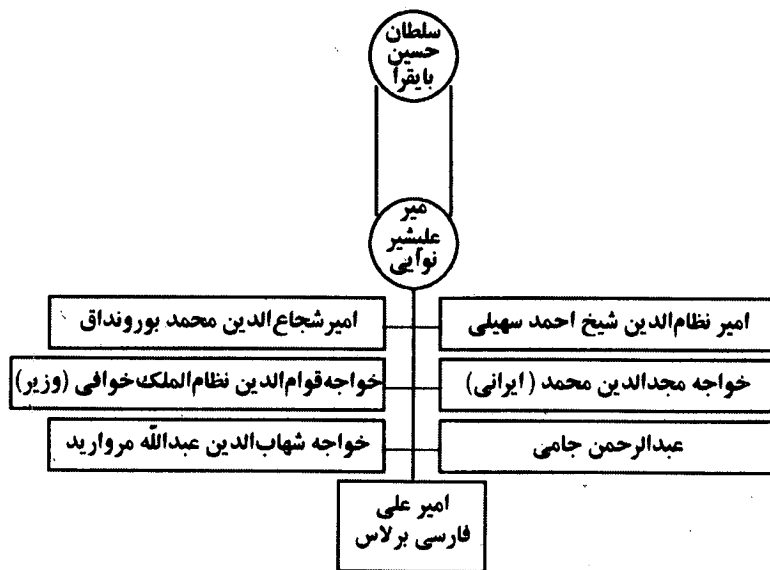 سلطان
حسین
بایقرا
میر
علیشیر
نوایی
امیر نظام‌الدین شیخ احمد سهیلی
امیرشجاع‌الدین محمد بورونداق
خواجه مجدالدین محمد (ایرانی)
خواجه‌قوام‌الدین نظام‌الملک‌خوافی (وزیر)
عبدالرحمن جامی
خواجه شهاب‌الدین عبداللّه مروارید
امیر علی
فارسی برلاس